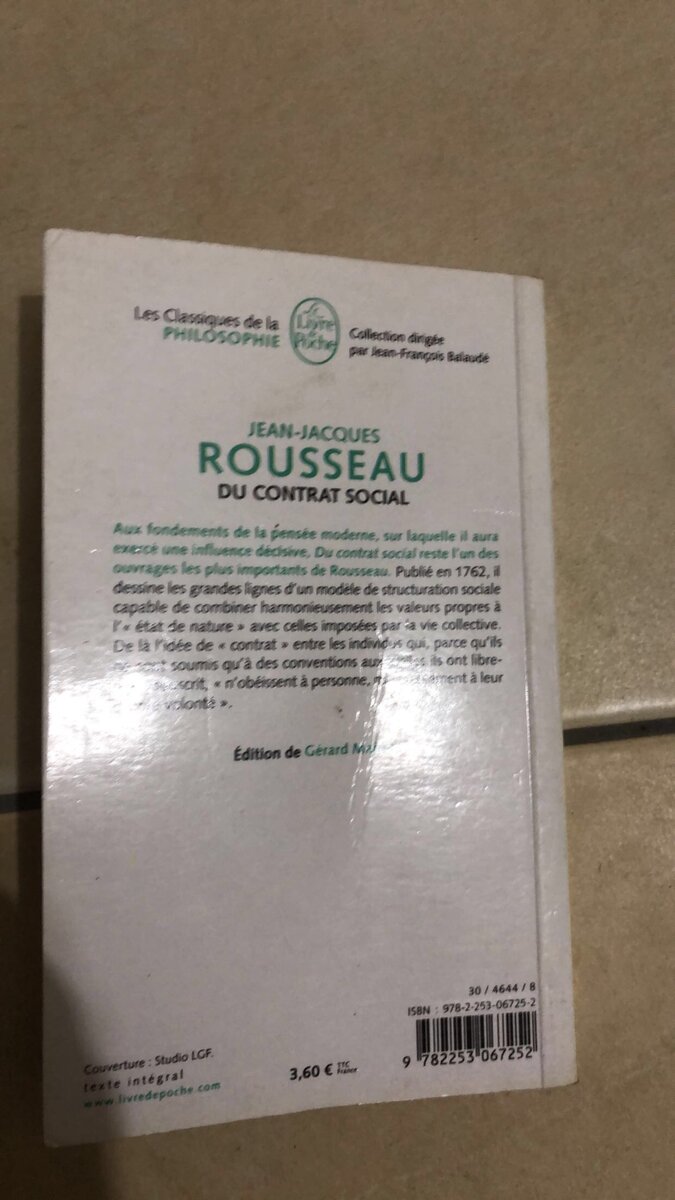 Les Classiques de la
PHILOSOPHIE
Le
Livre
de
Poche
Collection dirigée
par Jean-François Balaudé
JEAN-JACQUES
ROUSSEAU
DU CONTRAT SOCIAL
Aux fondements de la pensée moderne, sur laquelle il aura
exercé une influence décisive, Du contrat social reste l'un des
ouvrages les plus importants de Rousseau. Publié en 1762, il
dessine les grandes lignes d'un modèle de structuration sociale
capable de combiner harmonieusement les valeurs propres à
l'« état de nature » avec celles imposées par la vie collective.
De là l'idée de « contrat » entre les individus qui, parce qu'ils
sont soumis qu'à des conventions ils ont libre-
« n'obéissent à personne, à leur
volonté ».
Édition de Gérard
30 / 4644 / 8
ISBN : 978-2-253-06725-2
9 782253 067252
Couverture : Studio LGF.
texte intégral
www.livredepoche.com
3,60 € TTC
France